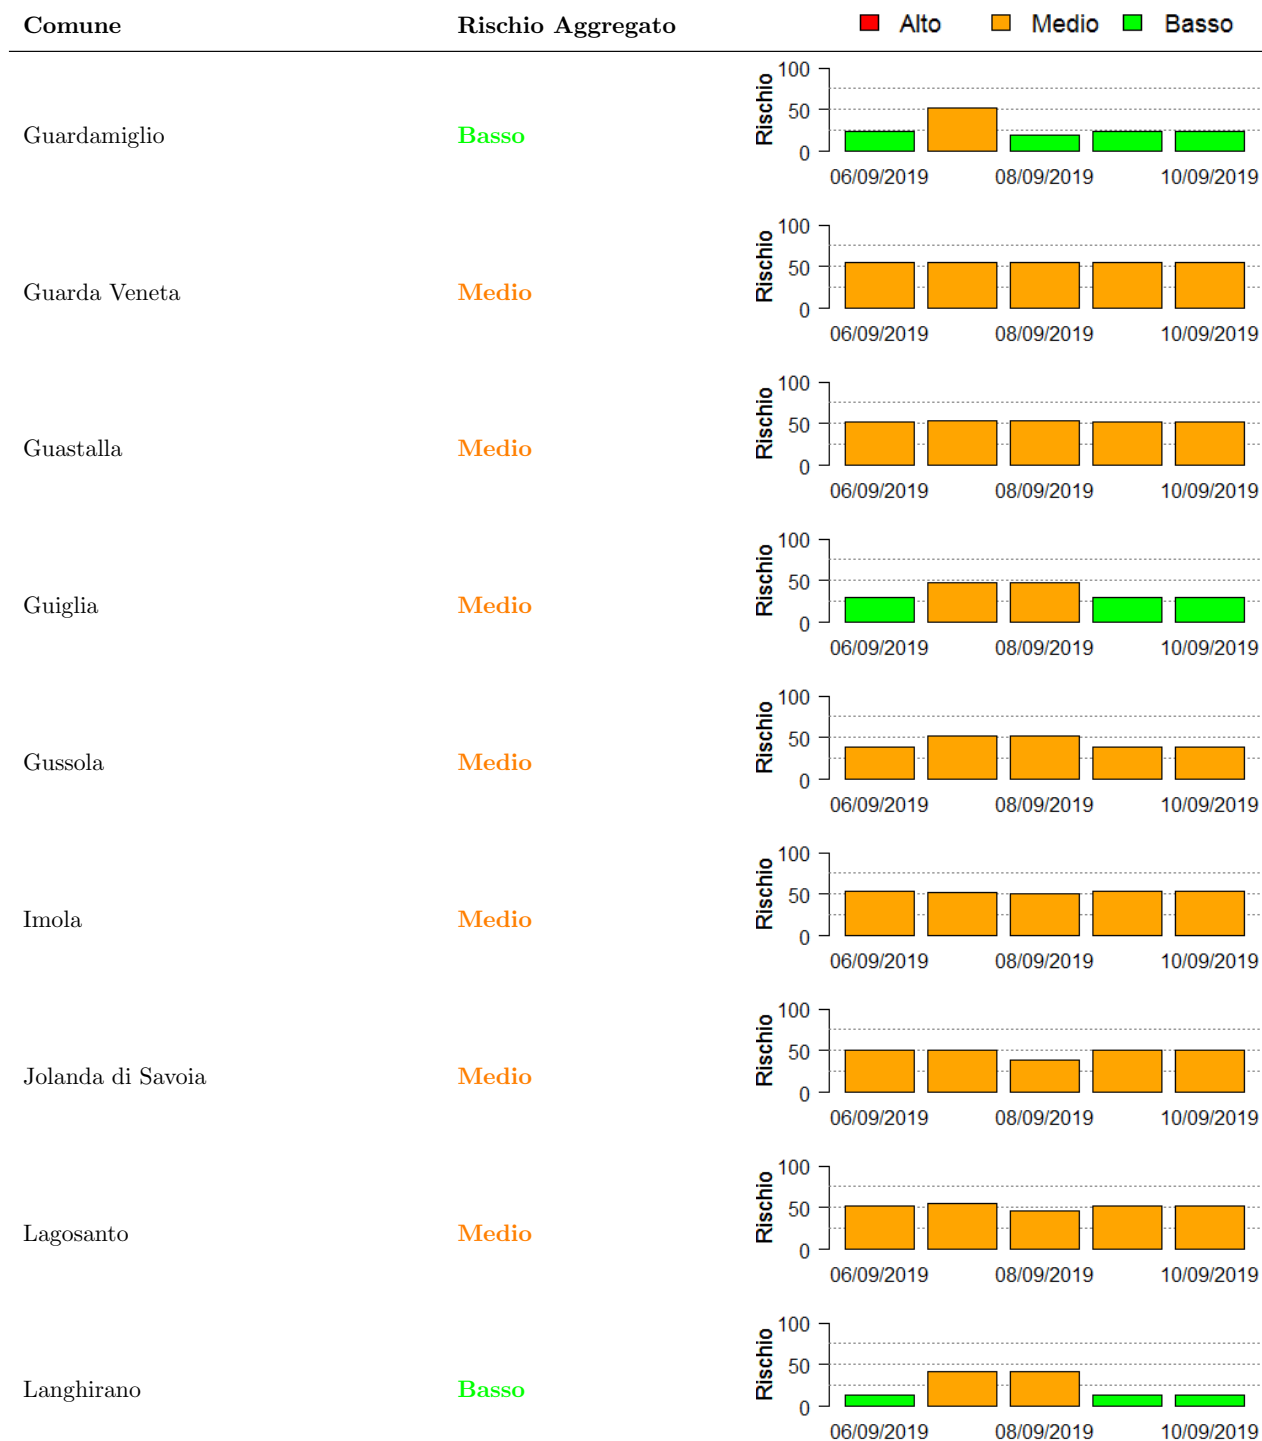 Comune Rischio Aggregato Alto Medio Basso
Guardamiglio Basso Rischio 100 50 0
06/09/2019 08/09/2019 10/09/2019
Guarda Veneta Medio Rischio 100 50 0
06/09/2019 08/09/2019 10/09/2019
Guastalla Medio Rischio 100 50 0
06/09/2019 08/09/2019 10/09/2019
Guiglia Medio Rischio 100 50 0
06/09/2019 08/09/2019 10/09/2019
Gussola Medio Rischio 100 50 0
06/09/2019 08/09/2019 10/09/2019
Imola Medio Rischio 100 50 0
06/09/2019 08/09/2019 10/09/2019
Jolanda di Savoia Medio Rischio 100 50 0
06/09/2019 08/09/2019 10/09/2019
Lagosanto Medio Rischio 100 50 0
06/09/2019 08/09/2019 10/09/2019
Langhirano Basso Rischio 100 50 0
06/09/2019 08/09/2019 10/09/2019